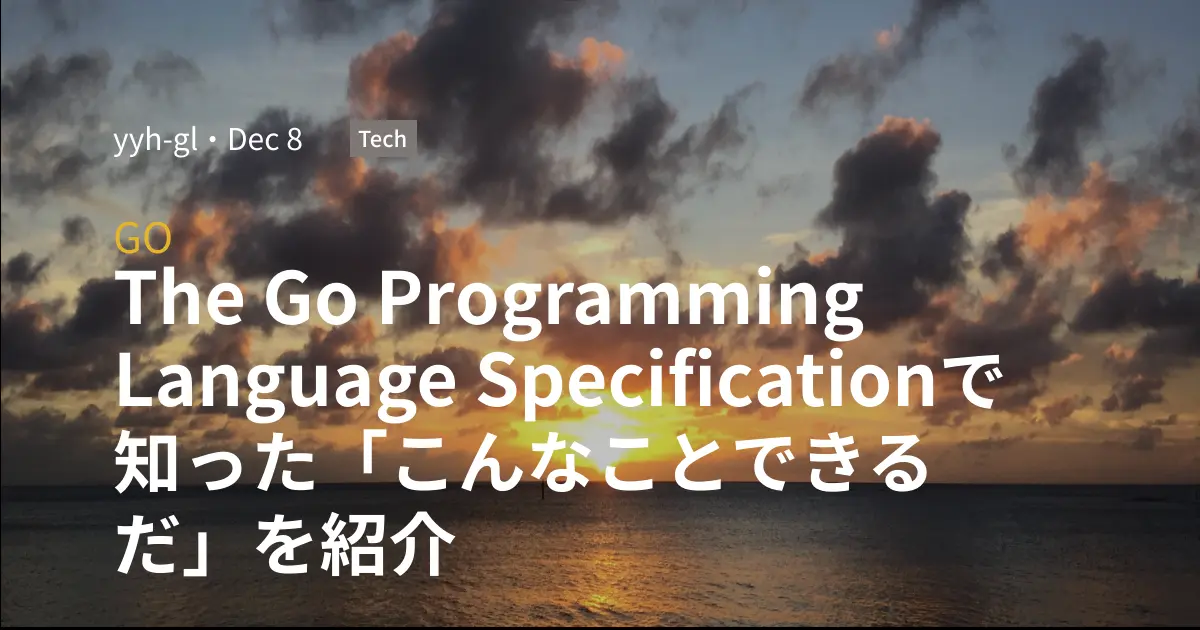 yyh-gl・Dec 8 Tech
GO
The Go Programming
Language Specificationで
知った「こんなことできる
だ」を紹介